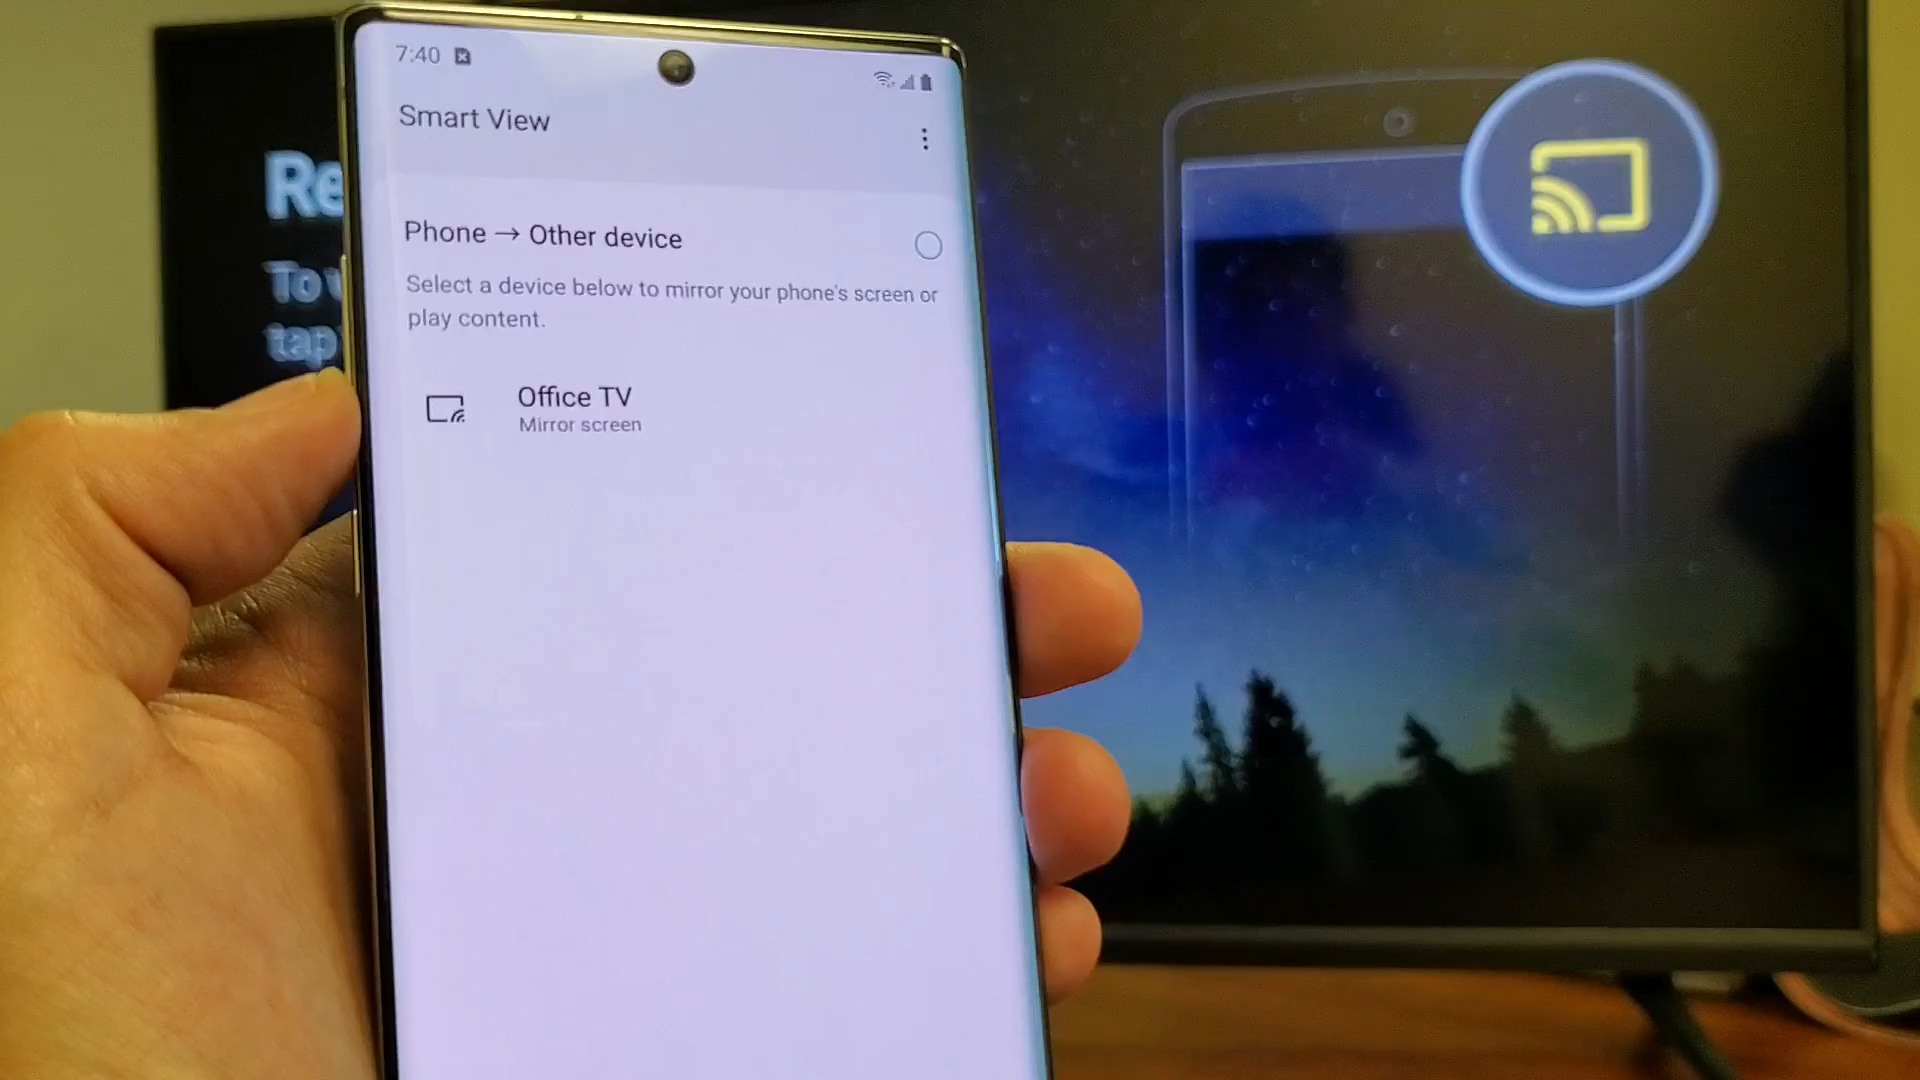 7:40
Smart View
Phone → Other device
Select a device below to mirror your phone's screen or
play content.
Office TV
Mirror screen
Re
To
tap